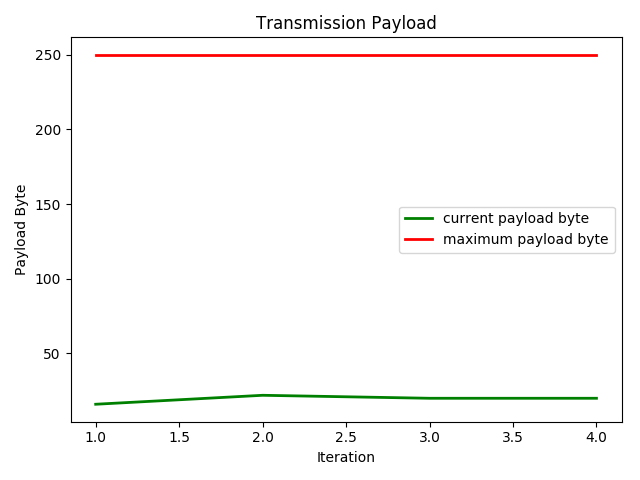 Transmission Payload
250
200
150
100
50
Payload Byte
current payload byte
maximum payload byte
1.0 1.5 2.0 2.5 3.0 3.5 4.0
Iteration